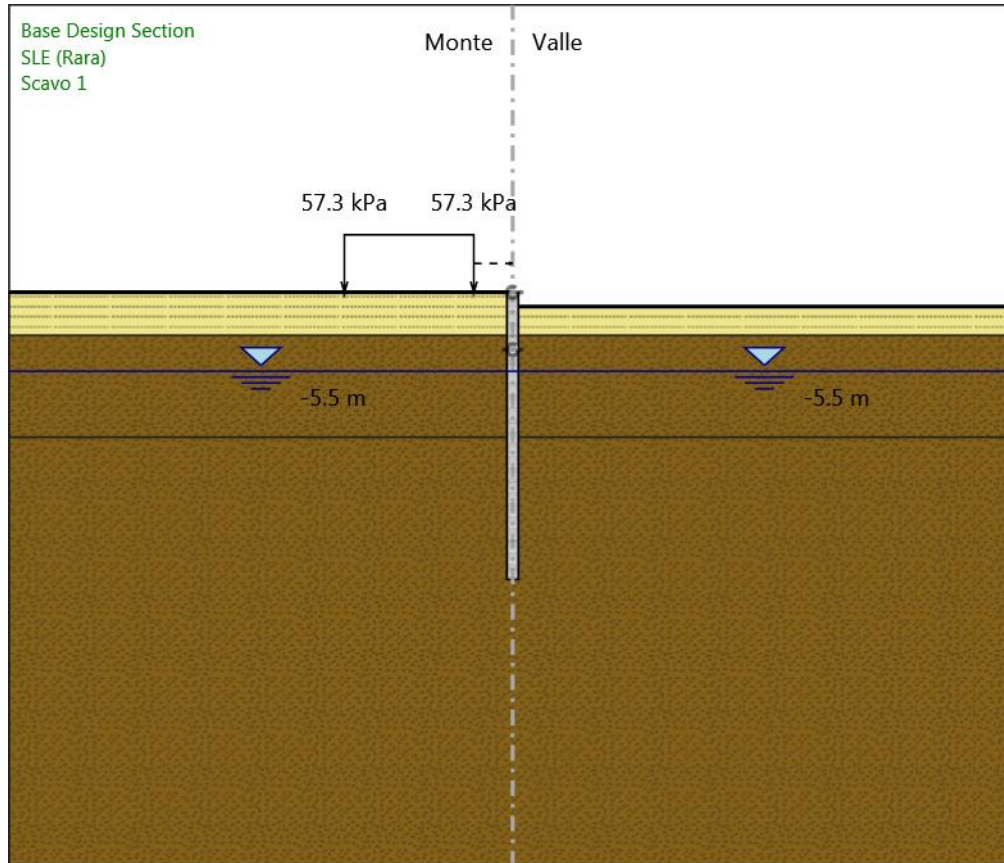 Base Design Section
SLE (Rara)
Scavo 1
Monte
Valle
57.3 kPa
57.3 kPa
-5.5 m
-5.5 m